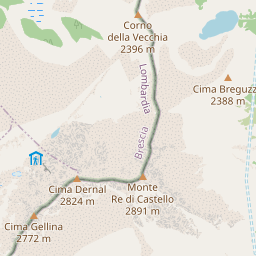 Corno
della Vecchia
2396 m
Lombardia
Cima Breguzz
2388 m
Brescia
Cima Dernal
2824 m
Monte
Re di Castello
2891 m
Cima Gellina
2772 m